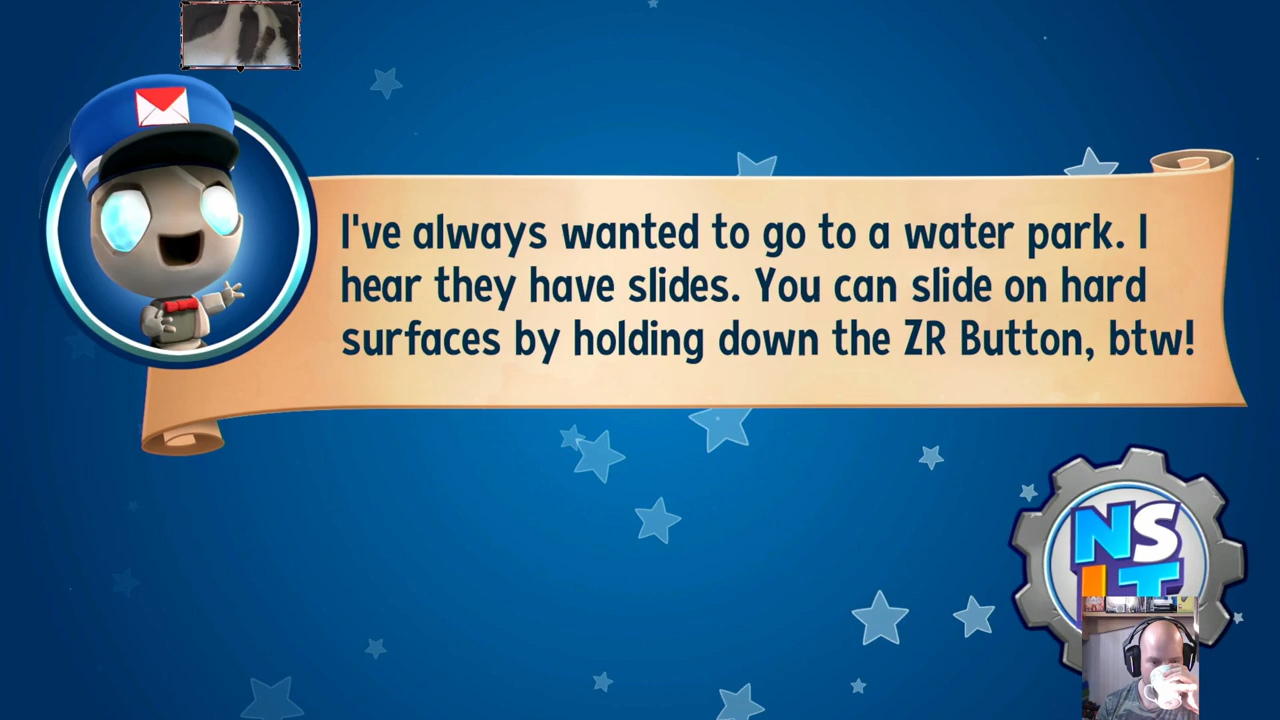 I've always wanted to go to a water park. I
hear they have slides. You can slide on hard
surfaces by holding down the ZR Button, btw!
NS
LT